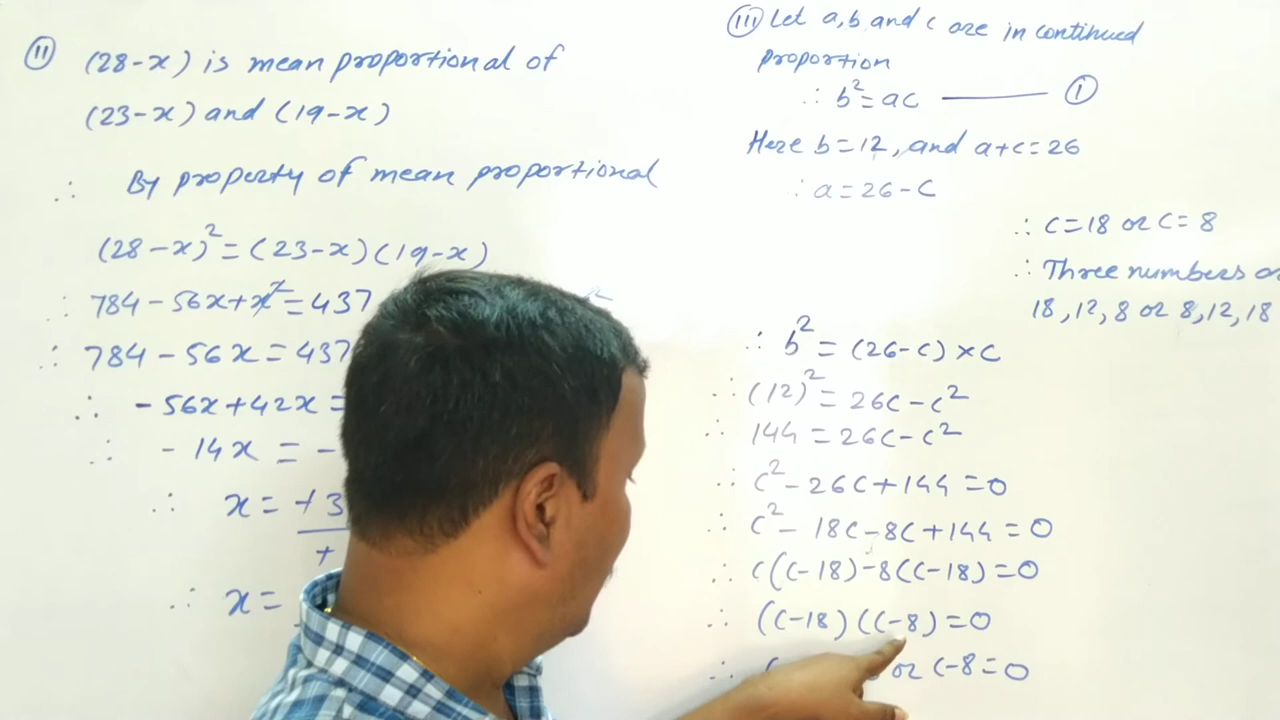 (II) (28-x) is mean proportional of
(23-x) and (19-x)
∴ By property of mean proportional
(28-x)² = (23-x)(19-x)
∴ 784-56x+x² = 437
∴ 784-56x = 437
∴ -56x+42x =
∴ -14x = -
∴ x = +3
+
∴ x =
(III) Let a,b and c are in continued
proportion
∴ b² = ac ——— (1)
Here b=12, and a+c=26
∴ a=26-c
∴ c=18 or c=8
∴ Three numbers
18,12,8 or 8,12,18
∴ b² = (26-c)×c
∴ (12)² = 26c-c²
∴ 144 = 26c-c²
∴ c²-26c+144=0
∴ c²-18c-8c+144=0
∴ c(c-18)-8(c-18)=0
∴ (c-18)(c-8)=0
∴ or c-8=0